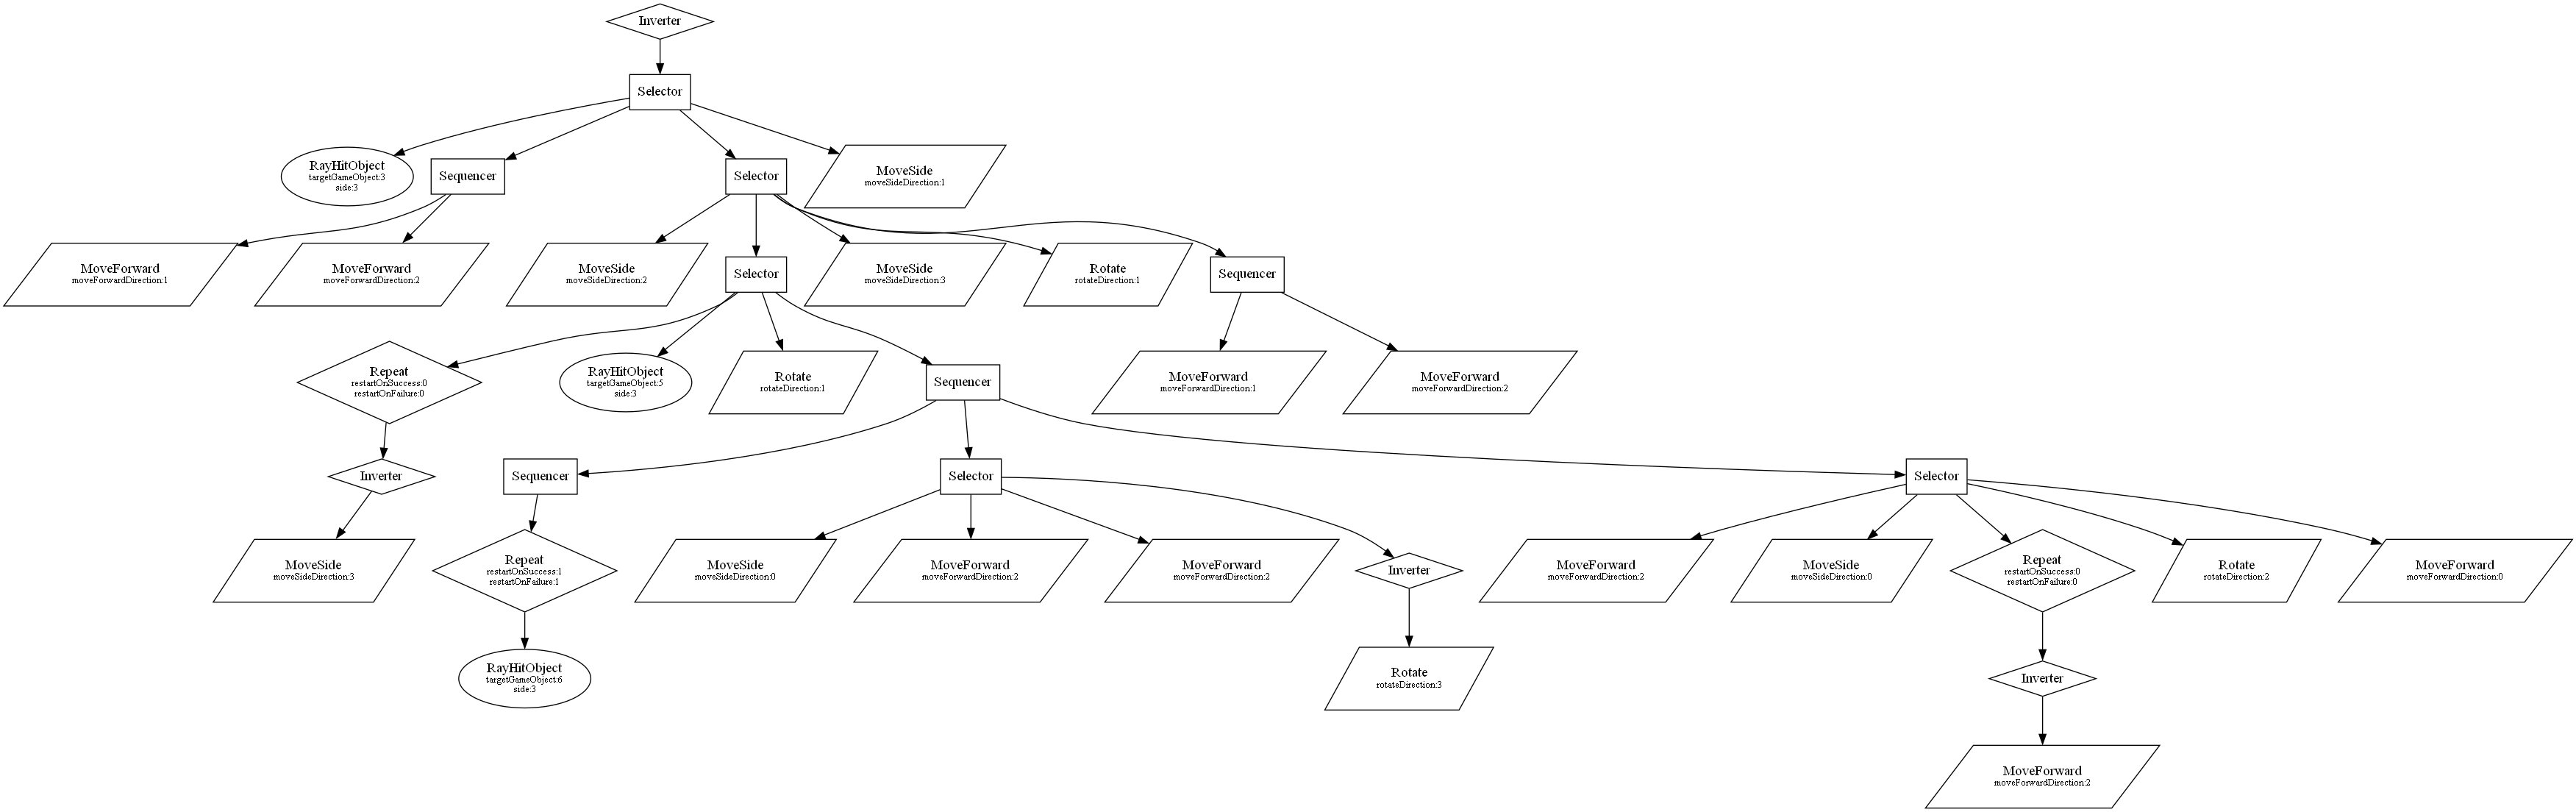 Inverter
Selector
RayHitObject
targetGameObject:3
side:3
Sequencer
Selector
MoveSide
moveSideDirection:1
MoveForward
moveForwardDirection:1
MoveForward
moveForwardDirection:2
MoveSide
moveSideDirection:2
Selector
MoveSide
moveSideDirection:3
Rotate
rotateDirection:1
Sequencer
Repeat
restartOnSuccess:0
restartOnFailure:0
RayHitObject
targetGameObject:5
side:3
Rotate
rotateDirection:1
Sequencer
MoveForward
moveForwardDirection:1
MoveForward
moveForwardDirection:2
Inverter
Sequencer
Selector
Selector
MoveSide
moveSideDirection:3
Repeat
restartOnSuccess:1
restartOnFailure:1
MoveSide
moveSideDirection:0
MoveForward
moveForwardDirection:2
MoveForward
moveForwardDirection:2
Inverter
MoveForward
moveForwardDirection:2
MoveSide
moveSideDirection:0
Repeat
restartOnSuccess:0
restartOnFailure:0
Rotate
rotateDirection:2
MoveForward
moveForwardDirection:0
RayHitObject
targetGameObject:6
side:3
Rotate
rotateDirection:3
Inverter
MoveForward
moveForwardDirection:2